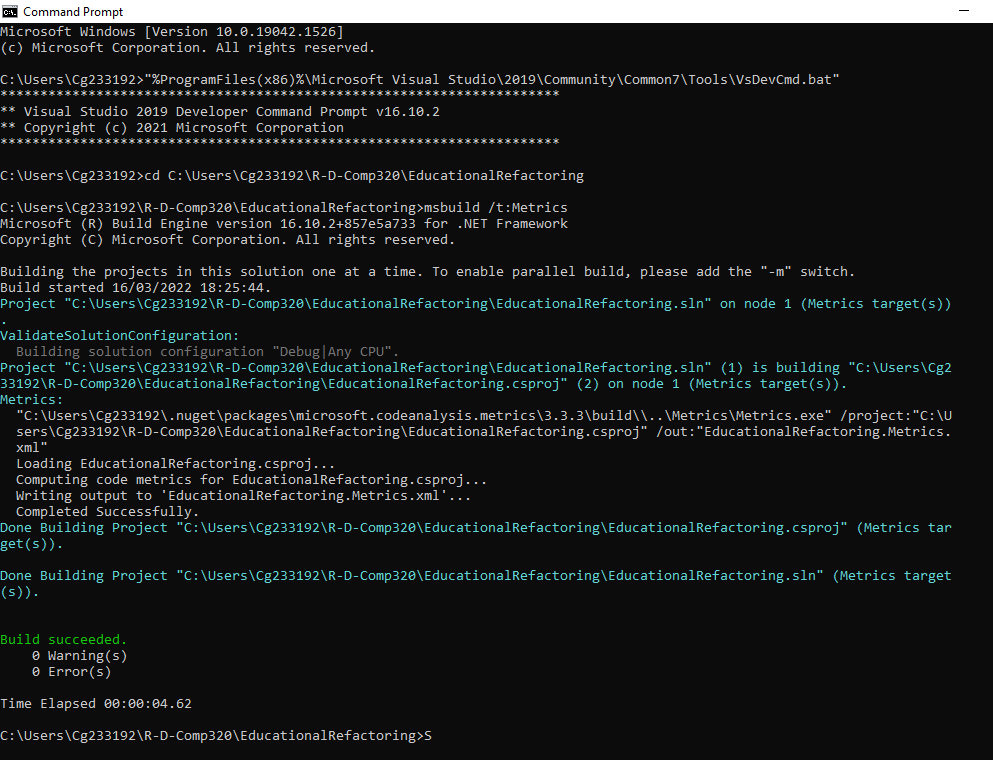 Command Prompt
Microsoft Windows [Version 10.0.19042.1526]
(c) Microsoft Corporation. All rights reserved.
C:\Users\Cg233192>"%ProgramFiles(x86)%\Microsoft Visual Studio\2019\Community\Common7\Tools\VsDevCmd.bat"
**********************************************************************
** Visual Studio 2019 Developer Command Prompt v16.10.2
** Copyright (c) 2021 Microsoft Corporation
**********************************************************************
C:\Users\Cg233192>cd C:\Users\Cg233192\R-D-Comp320\EducationalRefactoring
C:\Users\Cg233192\R-D-Comp320\EducationalRefactoring>msbuild /t:Metrics
Microsoft (R) Build Engine version 16.10.2+857e5a733 for .NET Framework
Copyright (C) Microsoft Corporation. All rights reserved.
Building the projects in this solution one at a time. To enable parallel build, please add the "-m" switch.
Build started 16/03/2022 18:25:44.
Project "C:\Users\Cg233192\R-D-Comp320\EducationalRefactoring\EducationalRefactoring.sln" on node 1 (Metrics target(s))
.
ValidateSolutionConfiguration:
  Building solution configuration "Debug|Any CPU".
Project "C:\Users\Cg233192\R-D-Comp320\EducationalRefactoring\EducationalRefactoring.sln" (1) is building "C:\Users\Cg2
33192\R-D-Comp320\EducationalRefactoring\EducationalRefactoring.csproj" (2) on node 1 (Metrics target(s)).
Metrics:
  "C:\Users\Cg233192\.nuget\packages\microsoft.codeanalysis.metrics\3.3.3\build\\..\Metrics\Metrics.exe" /project:"C:\U
  sers\Cg233192\R-D-Comp320\EducationalRefactoring\EducationalRefactoring.csproj" /out:"EducationalRefactoring.Metrics.
  xml"
  Loading EducationalRefactoring.csproj...
  Computing code metrics for EducationalRefactoring.csproj...
  Writing output to 'EducationalRefactoring.Metrics.xml'...
  Completed Successfully.
Done Building Project "C:\Users\Cg233192\R-D-Comp320\EducationalRefactoring\EducationalRefactoring.csproj" (Metrics tar
get(s)).
Done Building Project "C:\Users\Cg233192\R-D-Comp320\EducationalRefactoring\EducationalRefactoring.sln" (Metrics target
(s)).
Build succeeded.
    0 Warning(s)
    0 Error(s)
Time Elapsed 00:00:04.62
C:\Users\Cg233192\R-D-Comp320\EducationalRefactoring>S